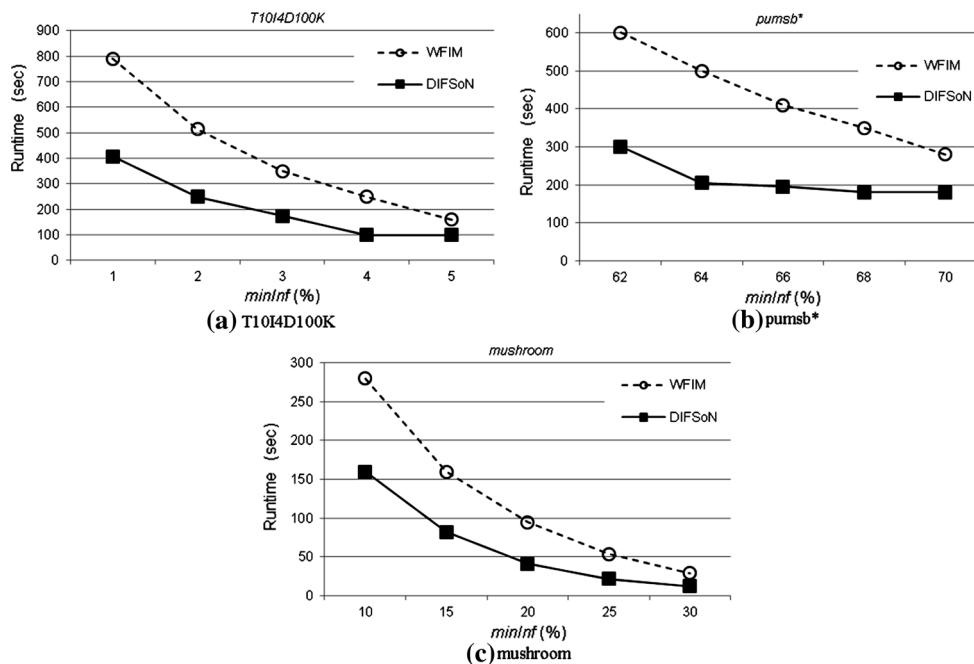 T10I4D100K
Runtime (sec)
900
800
700
600
500
400
300
200
100
0
WFIM
DIFSoN
1 2 3 4 5
minInf (%)
(a) T10I4D100K
pumsb*
Runtime (sec)
600
500
400
300
200
100
0
WFIM
DIFSoN
62 64 66 68 70
minInf (%)
(b) pumsb*
mushroom
Runtime (sec)
300
250
200
150
100
50
0
WFIM
DIFSoN
10 15 20 25 30
minInf (%)
(c) mushroom